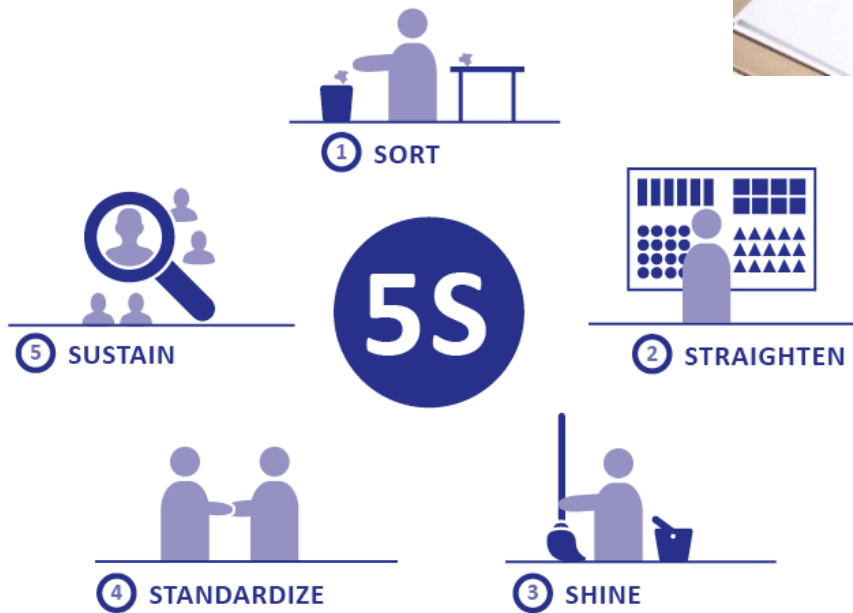 1 SORT
5S
5 SUSTAIN
2 STRAIGHTEN
4 STANDARDIZE
3 SHINE